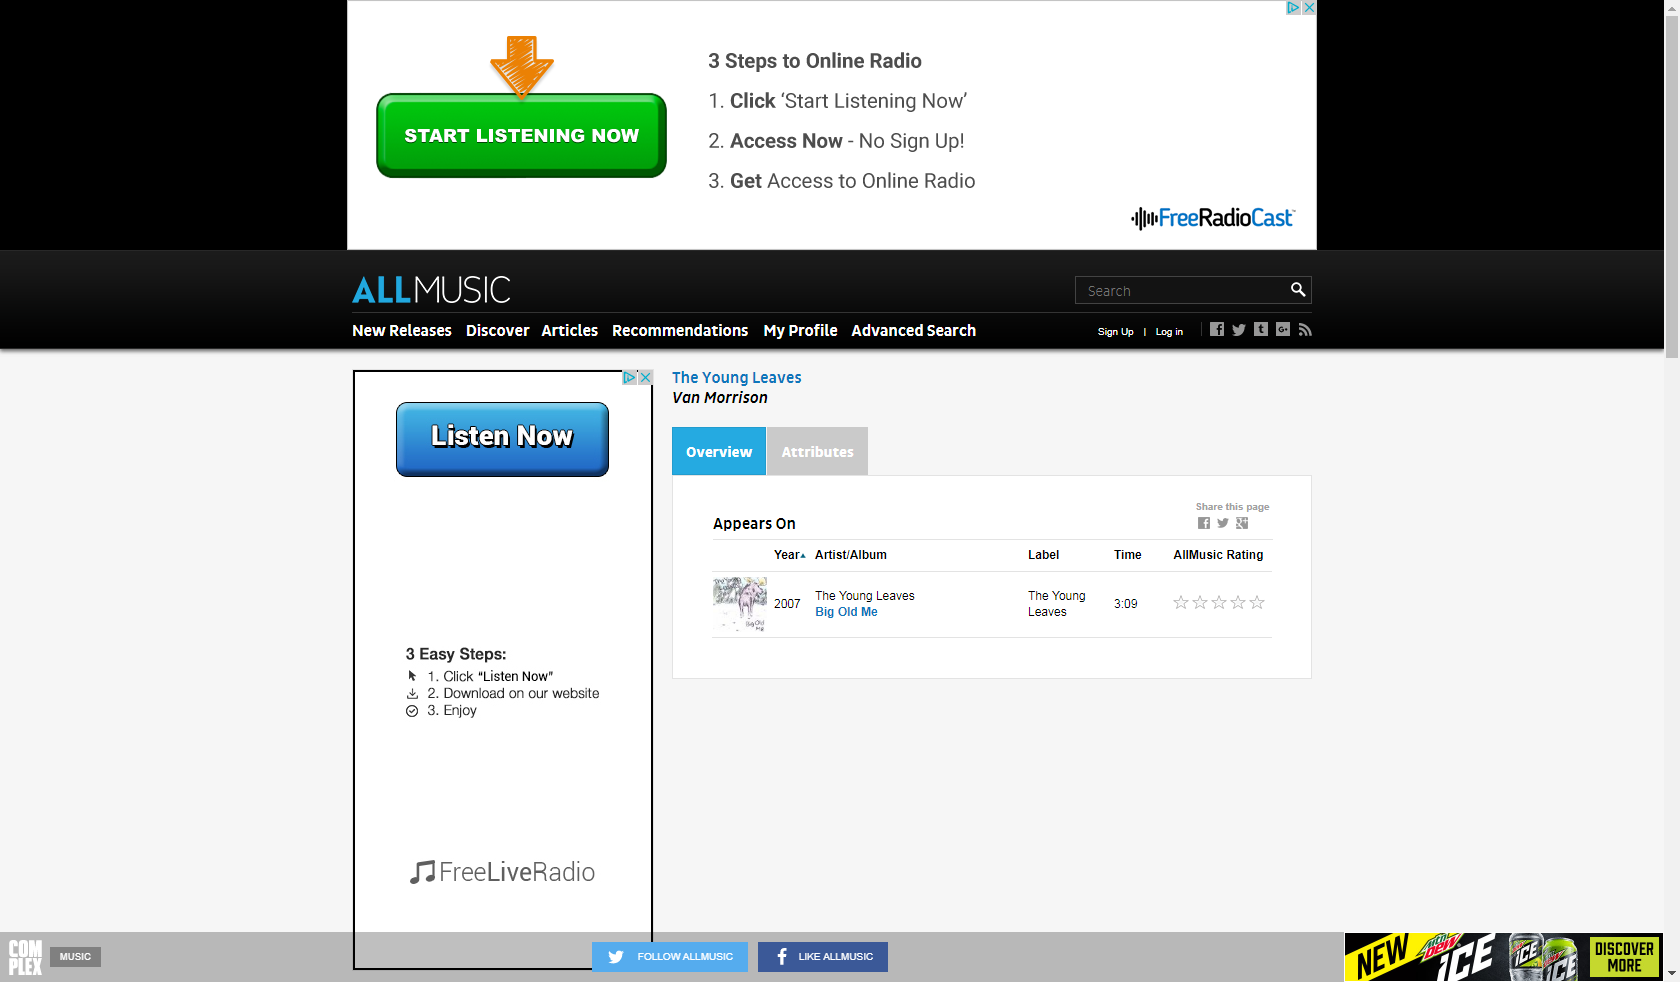 3 Steps to Online Radio
START LISTENING NOW
1. Click ‘Start Listening Now’
2. Access Now - No Sign Up!
3. Get Access to Online Radio
FreeRadioCast
ALLMUSIC
Search
New Releases Discover Articles Recommendations My Profile Advanced Search
Sign Up | Log in
The Young Leaves
Van Morrison
Listen Now
Overview Attributes
Share this page
Appears On
Year Artist/Album Label Time AllMusic Rating
2007 The Young Leaves
Big Old Me
The Young
Leaves
3:09
Big Old
Me
3 Easy Steps:
1. Click “Listen Now”
2. Download on our website
3. Enjoy
FreeLiveRadio
COM
PLEX
MUSIC
FOLLOW ALLMUSIC
LIKE ALLMUSIC
NEW
mtn
DEW
ICE
DISCOVER
MORE